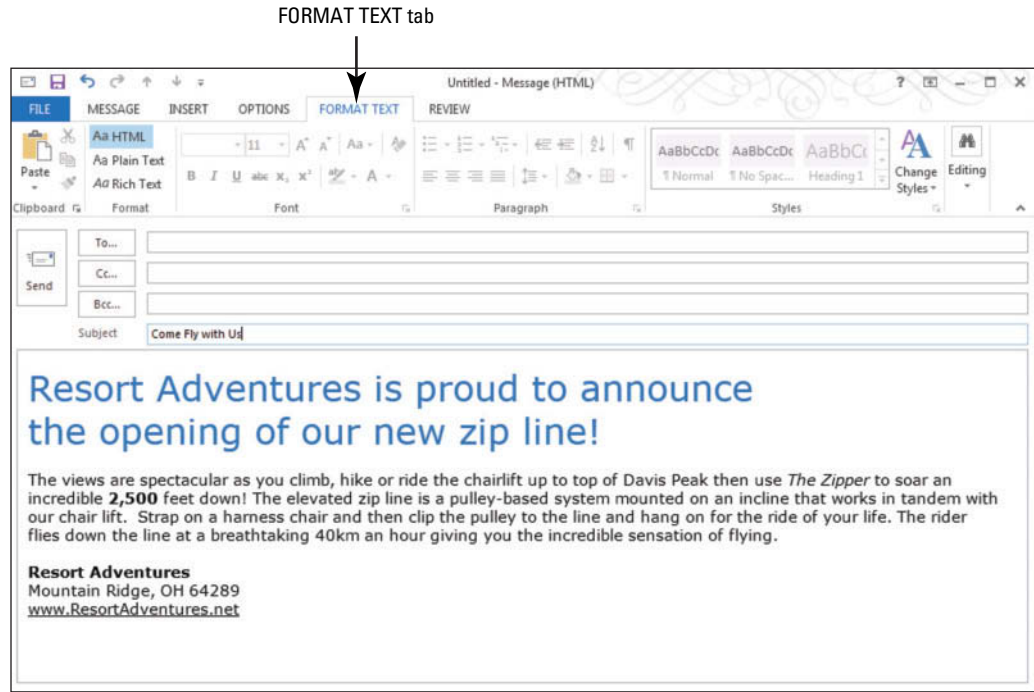 FORMAT TEXT tab
Untitled - Message (HTML)
FILE MESSAGE INSERT OPTIONS FORMAT TEXT REVIEW
Paste
Aa HTML
Aa Plain Text
Aa Rich Text
11 A A Aa
B I U abc X₂ X² aby A
AaBbCcDc AaBbCcDc AaBbCc
¶ Normal ¶ No Spac... Heading 1
Change Styles
Editing
Clipboard Format Font Paragraph Styles
Send
To...
Cc...
Bcc...
Subject Come Fly with Us
Resort Adventures is proud to announce
the opening of our new zip line!
The views are spectacular as you climb, hike or ride the chairlift up to top of Davis Peak then use The Zipper to soar an
incredible 2,500 feet down! The elevated zip line is a pulley-based system mounted on an incline that works in tandem with
our chair lift. Strap on a harness chair and then clip the pulley to the line and hang on for the ride of your life. The rider
flies down the line at a breathtaking 40km an hour giving you the incredible sensation of flying.
Resort Adventures
Mountain Ridge, OH 64289
www.ResortAdventures.net